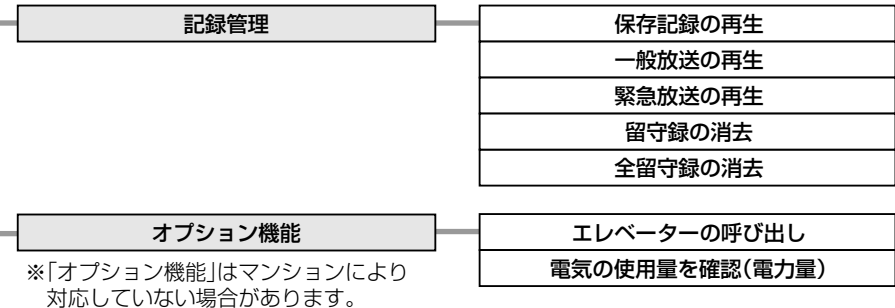 記録管理
保存記録の再生
一般放送の再生
緊急放送の再生
留守録の消去
全留守録の消去
オプション機能
エレベーターの呼び出し
電気の使用量を確認(電力量)
※「オプション機能」はマンションにより
対応していない場合があります。